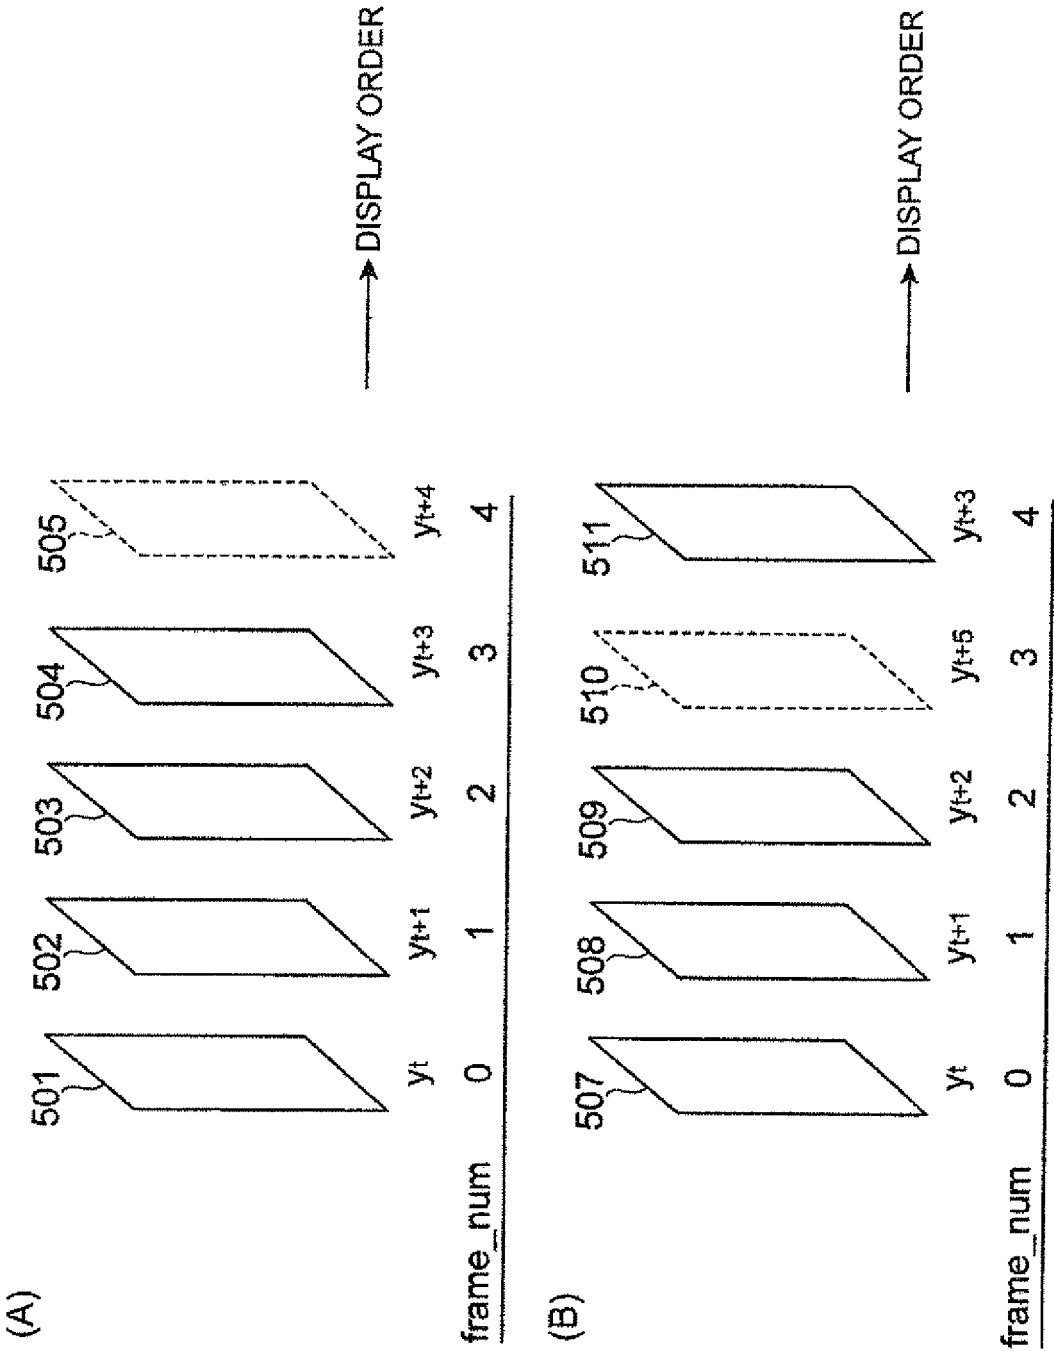 (A)
501 502 503 504 505
yt yt+1 yt+2 yt+3 yt+4
frame_num 0 1 2 3 4
DISPLAY ORDER
(B)
507 508 509 510 511
yt yt+1 yt+2 yt+5 yt+3
frame_num 0 1 2 3 4
DISPLAY ORDER